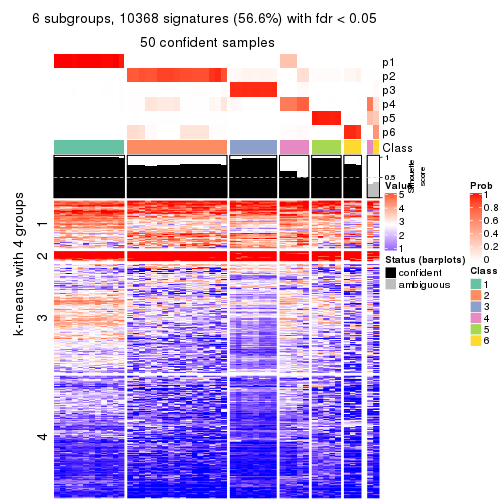 6 subgroups, 10368 signatures (56.6%) with fdr < 0.05
50 confident samples
p1
p2
p3
p4
p5
p6
Class
1
0.5
0
Silhouette
score
k-means with 4 groups
1
2
3
4
Value
5
4
3
2
1
Status (barplots)
confident
ambiguous
Prob
1
0.8
0.6
0.4
0.2
0
Class
1
2
3
4
5
6